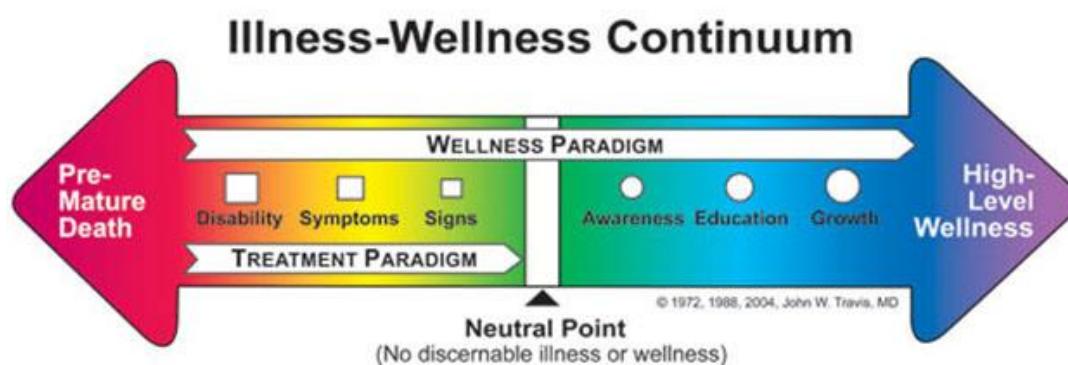 Illness-Wellness Continuum
WELLNESS PARADIGM
Pre-
Mature
Death
Disability
Symptoms
Signs
Awareness
Education
Growth
High-
Level
Wellness
TREATMENT PARADIGM
© 1972, 1988, 2004, John W. Travis, MD
Neutral Point
(No discernable illness or wellness)